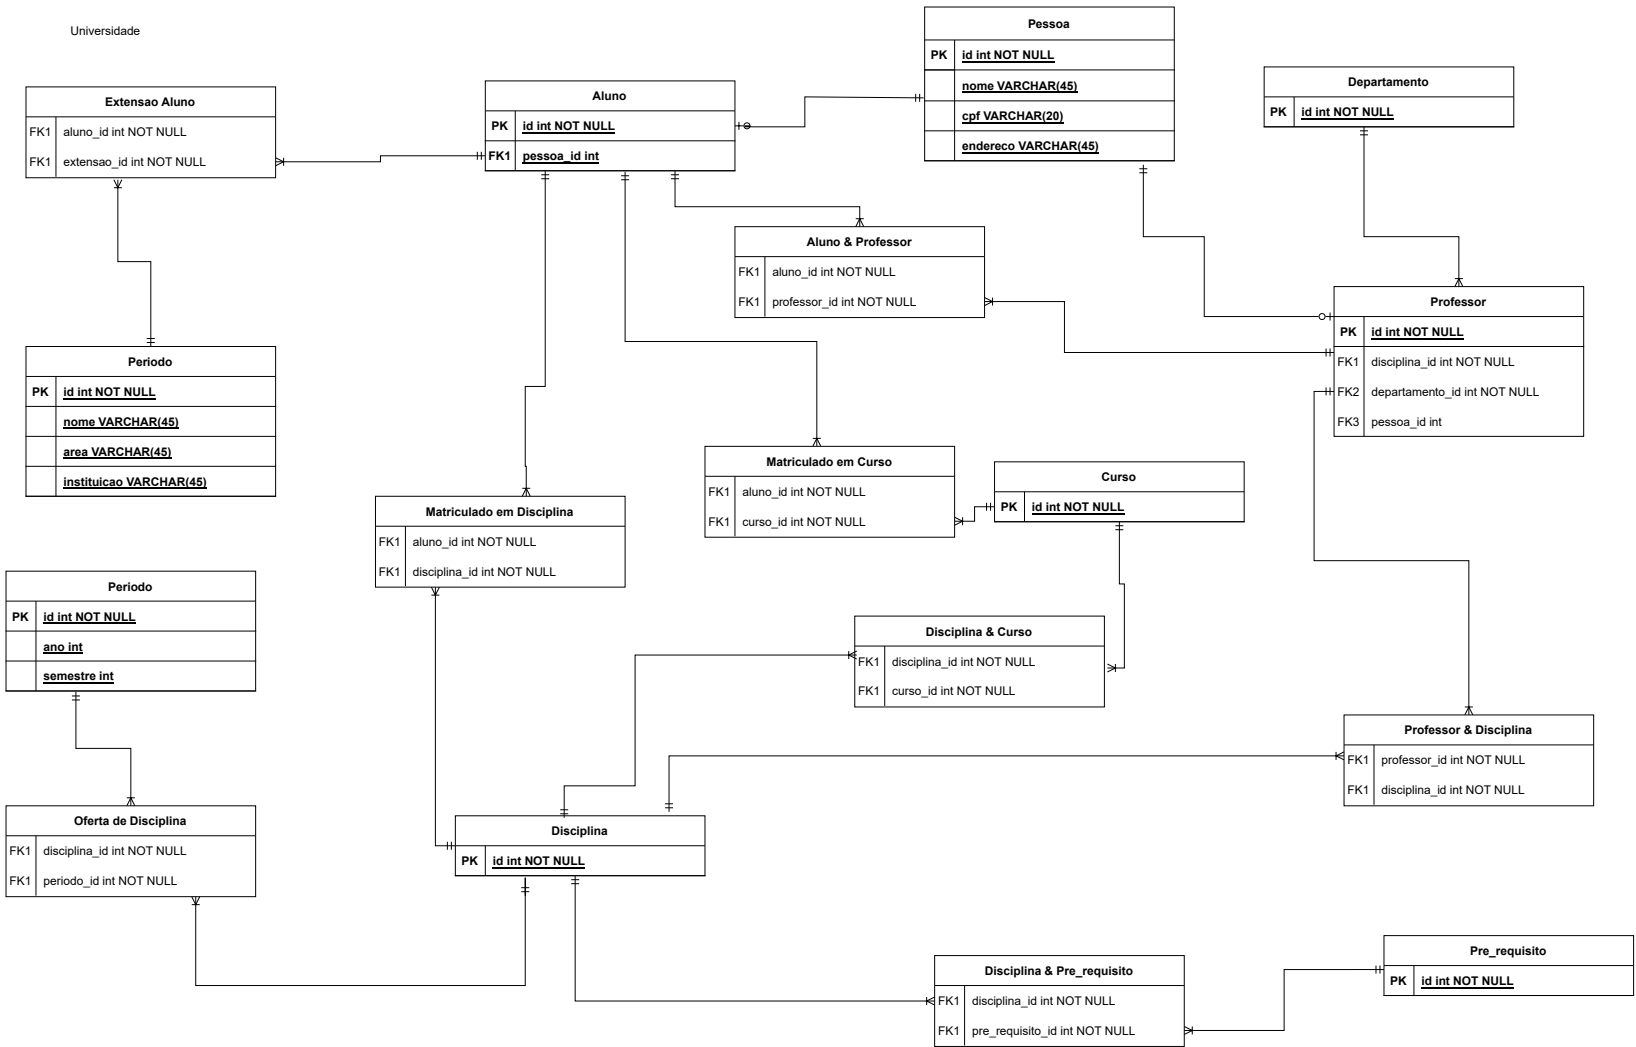 Universidade
Pessoa
PK id int NOT NULL
nome VARCHAR(45)
cpf VARCHAR(20)
endereco VARCHAR(45)
Departamento
PK id int NOT NULL
Extensao Aluno
FK1 aluno_id int NOT NULL
FK1 extensao_id int NOT NULL
Aluno
PK id int NOT NULL
FK1 pessoa_id int
Aluno & Professor
FK1 aluno_id int NOT NULL
FK1 professor_id int NOT NULL
Professor
PK id int NOT NULL
FK1 disciplina_id int NOT NULL
FK2 departamento_id int NOT NULL
FK3 pessoa_id int
Periodo
PK id int NOT NULL
nome VARCHAR(45)
area VARCHAR(45)
instituicao VARCHAR(45)
Matriculado em Curso
FK1 aluno_id int NOT NULL
FK1 curso_id int NOT NULL
Curso
PK id int NOT NULL
Matriculado em Disciplina
FK1 aluno_id int NOT NULL
FK1 disciplina_id int NOT NULL
Periodo
PK id int NOT NULL
ano int
semestre int
Disciplina & Curso
FK1 disciplina_id int NOT NULL
FK1 curso_id int NOT NULL
Professor & Disciplina
FK1 professor_id int NOT NULL
FK1 disciplina_id int NOT NULL
Oferta de Disciplina
FK1 disciplina_id int NOT NULL
FK1 periodo_id int NOT NULL
Disciplina
PK id int NOT NULL
Disciplina & Pre_requisito
FK1 disciplina_id int NOT NULL
FK1 pre_requisito_id int NOT NULL
Pre_requisito
PK id int NOT NULL